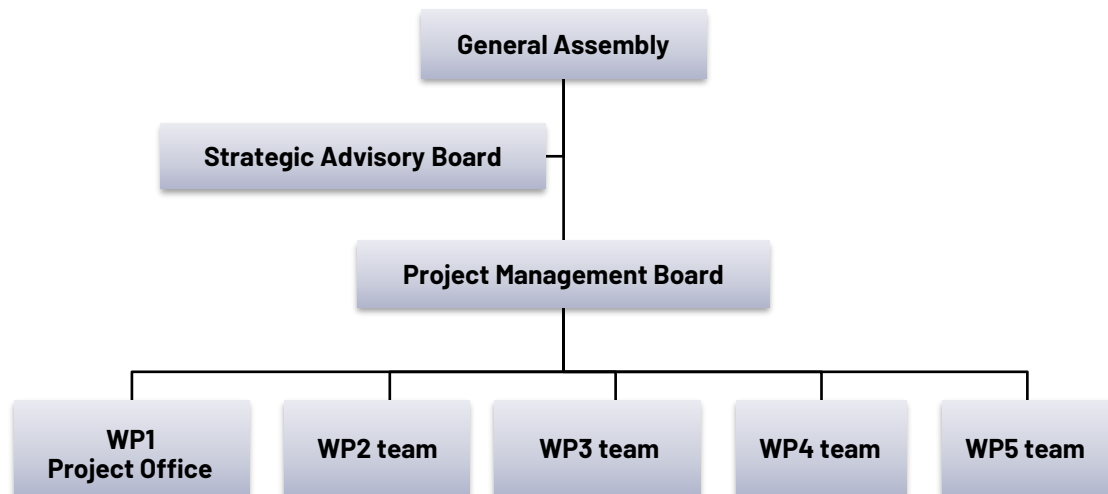 General Assembly
Strategic Advisory Board
Project Management Board
WP1
Project Office
WP2 team
WP3 team
WP4 team
WP5 team